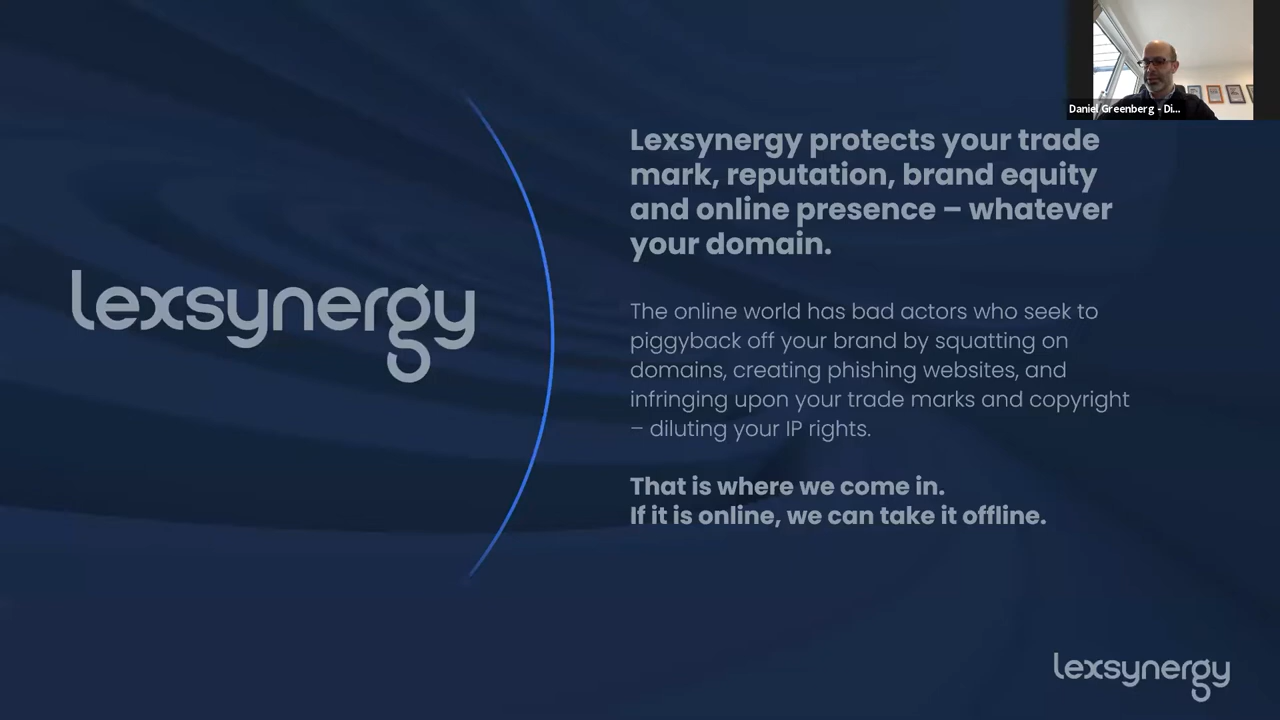 Daniel Greenberg - Di...
Lexsynergy protects your trade
mark, reputation, brand equity
and online presence – whatever
your domain.
lexsynergy
The online world has bad actors who seek to
piggyback off your brand by squatting on
domains, creating phishing websites, and
infringing upon your trade marks and copyright
– diluting your IP rights.
That is where we come in.
If it is online, we can take it offline.
lexsynergy